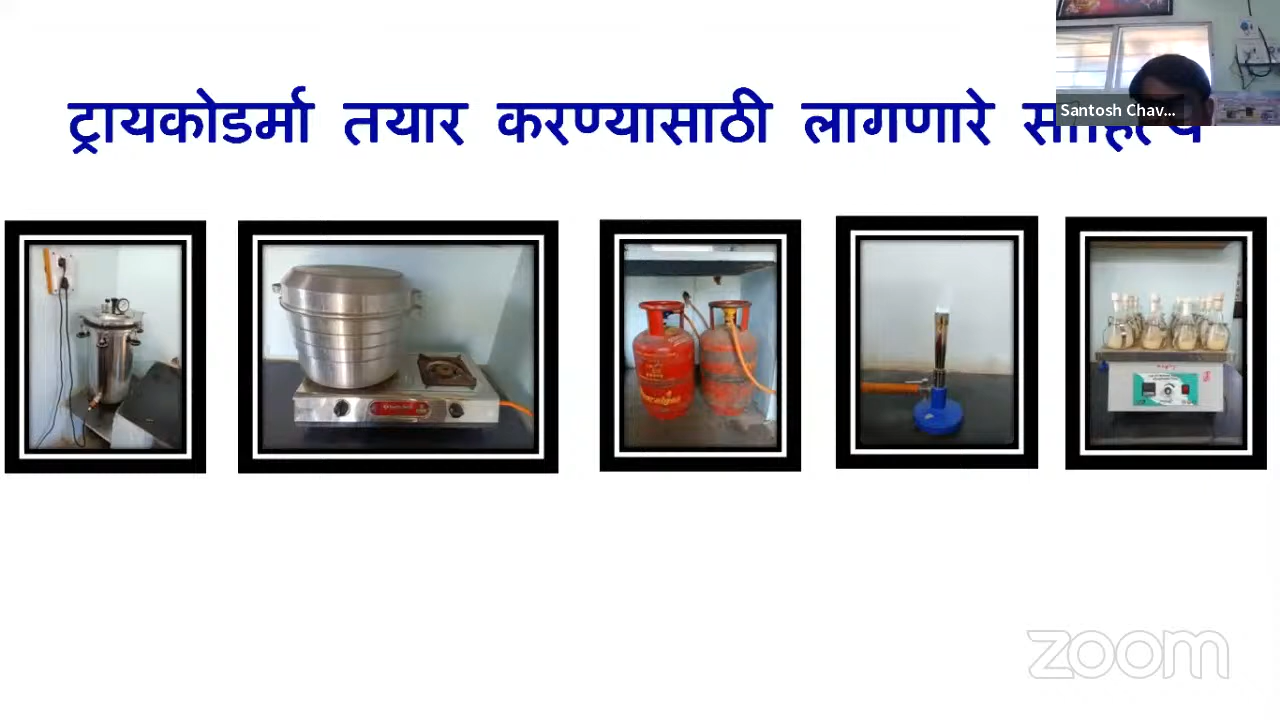 ट्रायकोडर्मा तयार करण्यासाठी लागणारे साहित्य
Santosh Chav...
zoom